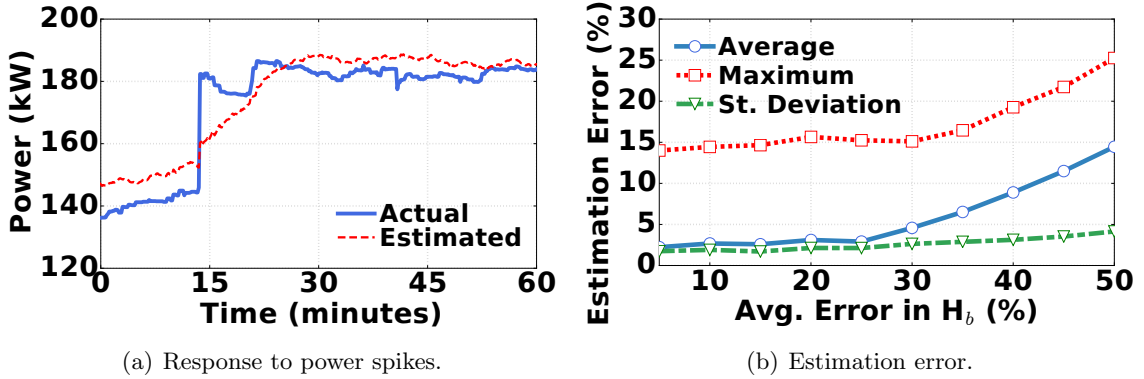 200
180
160
140
120
0
15
30
45
60
Power (kW)
Time (minutes)
Actual
Estimated
(a) Response to power spikes.
30
25
20
15
10
5
0
10
20
30
40
50
Estimation Error (%)
Avg. Error in H_b (%)
Average
Maximum
St. Deviation
(b) Estimation error.